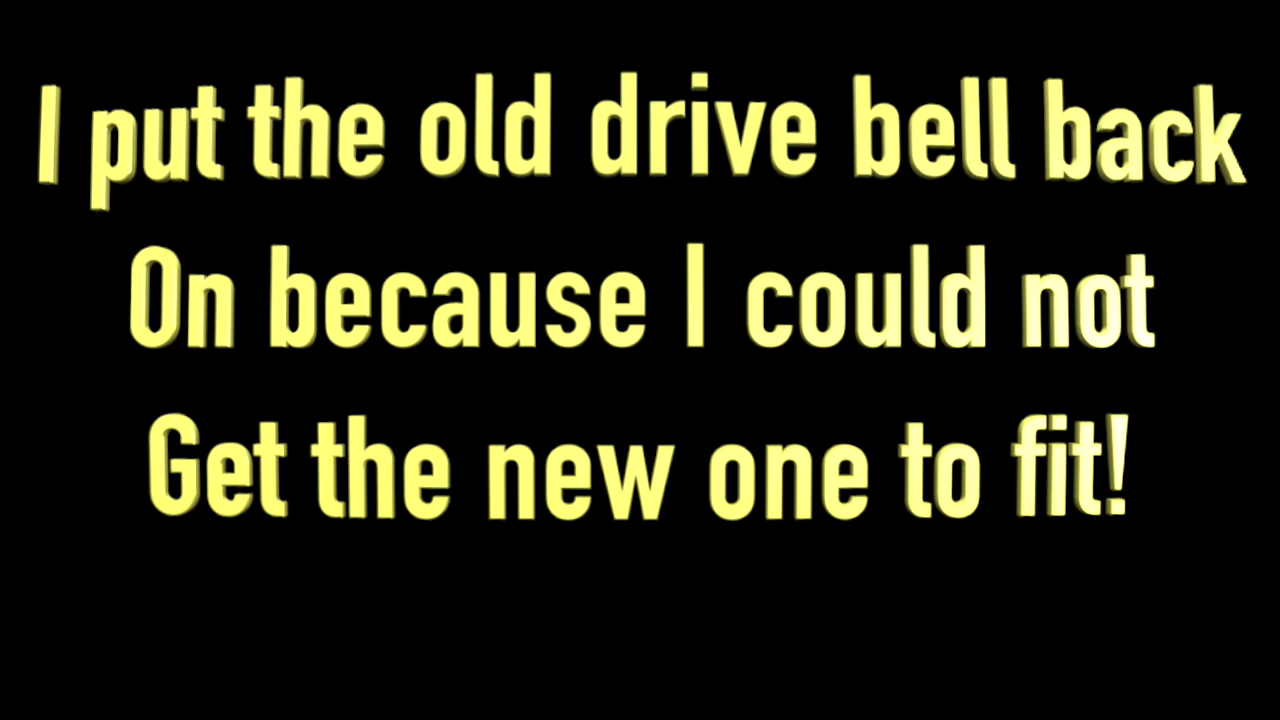 I put the old drive bell back
On because I could not
Get the new one to fit!